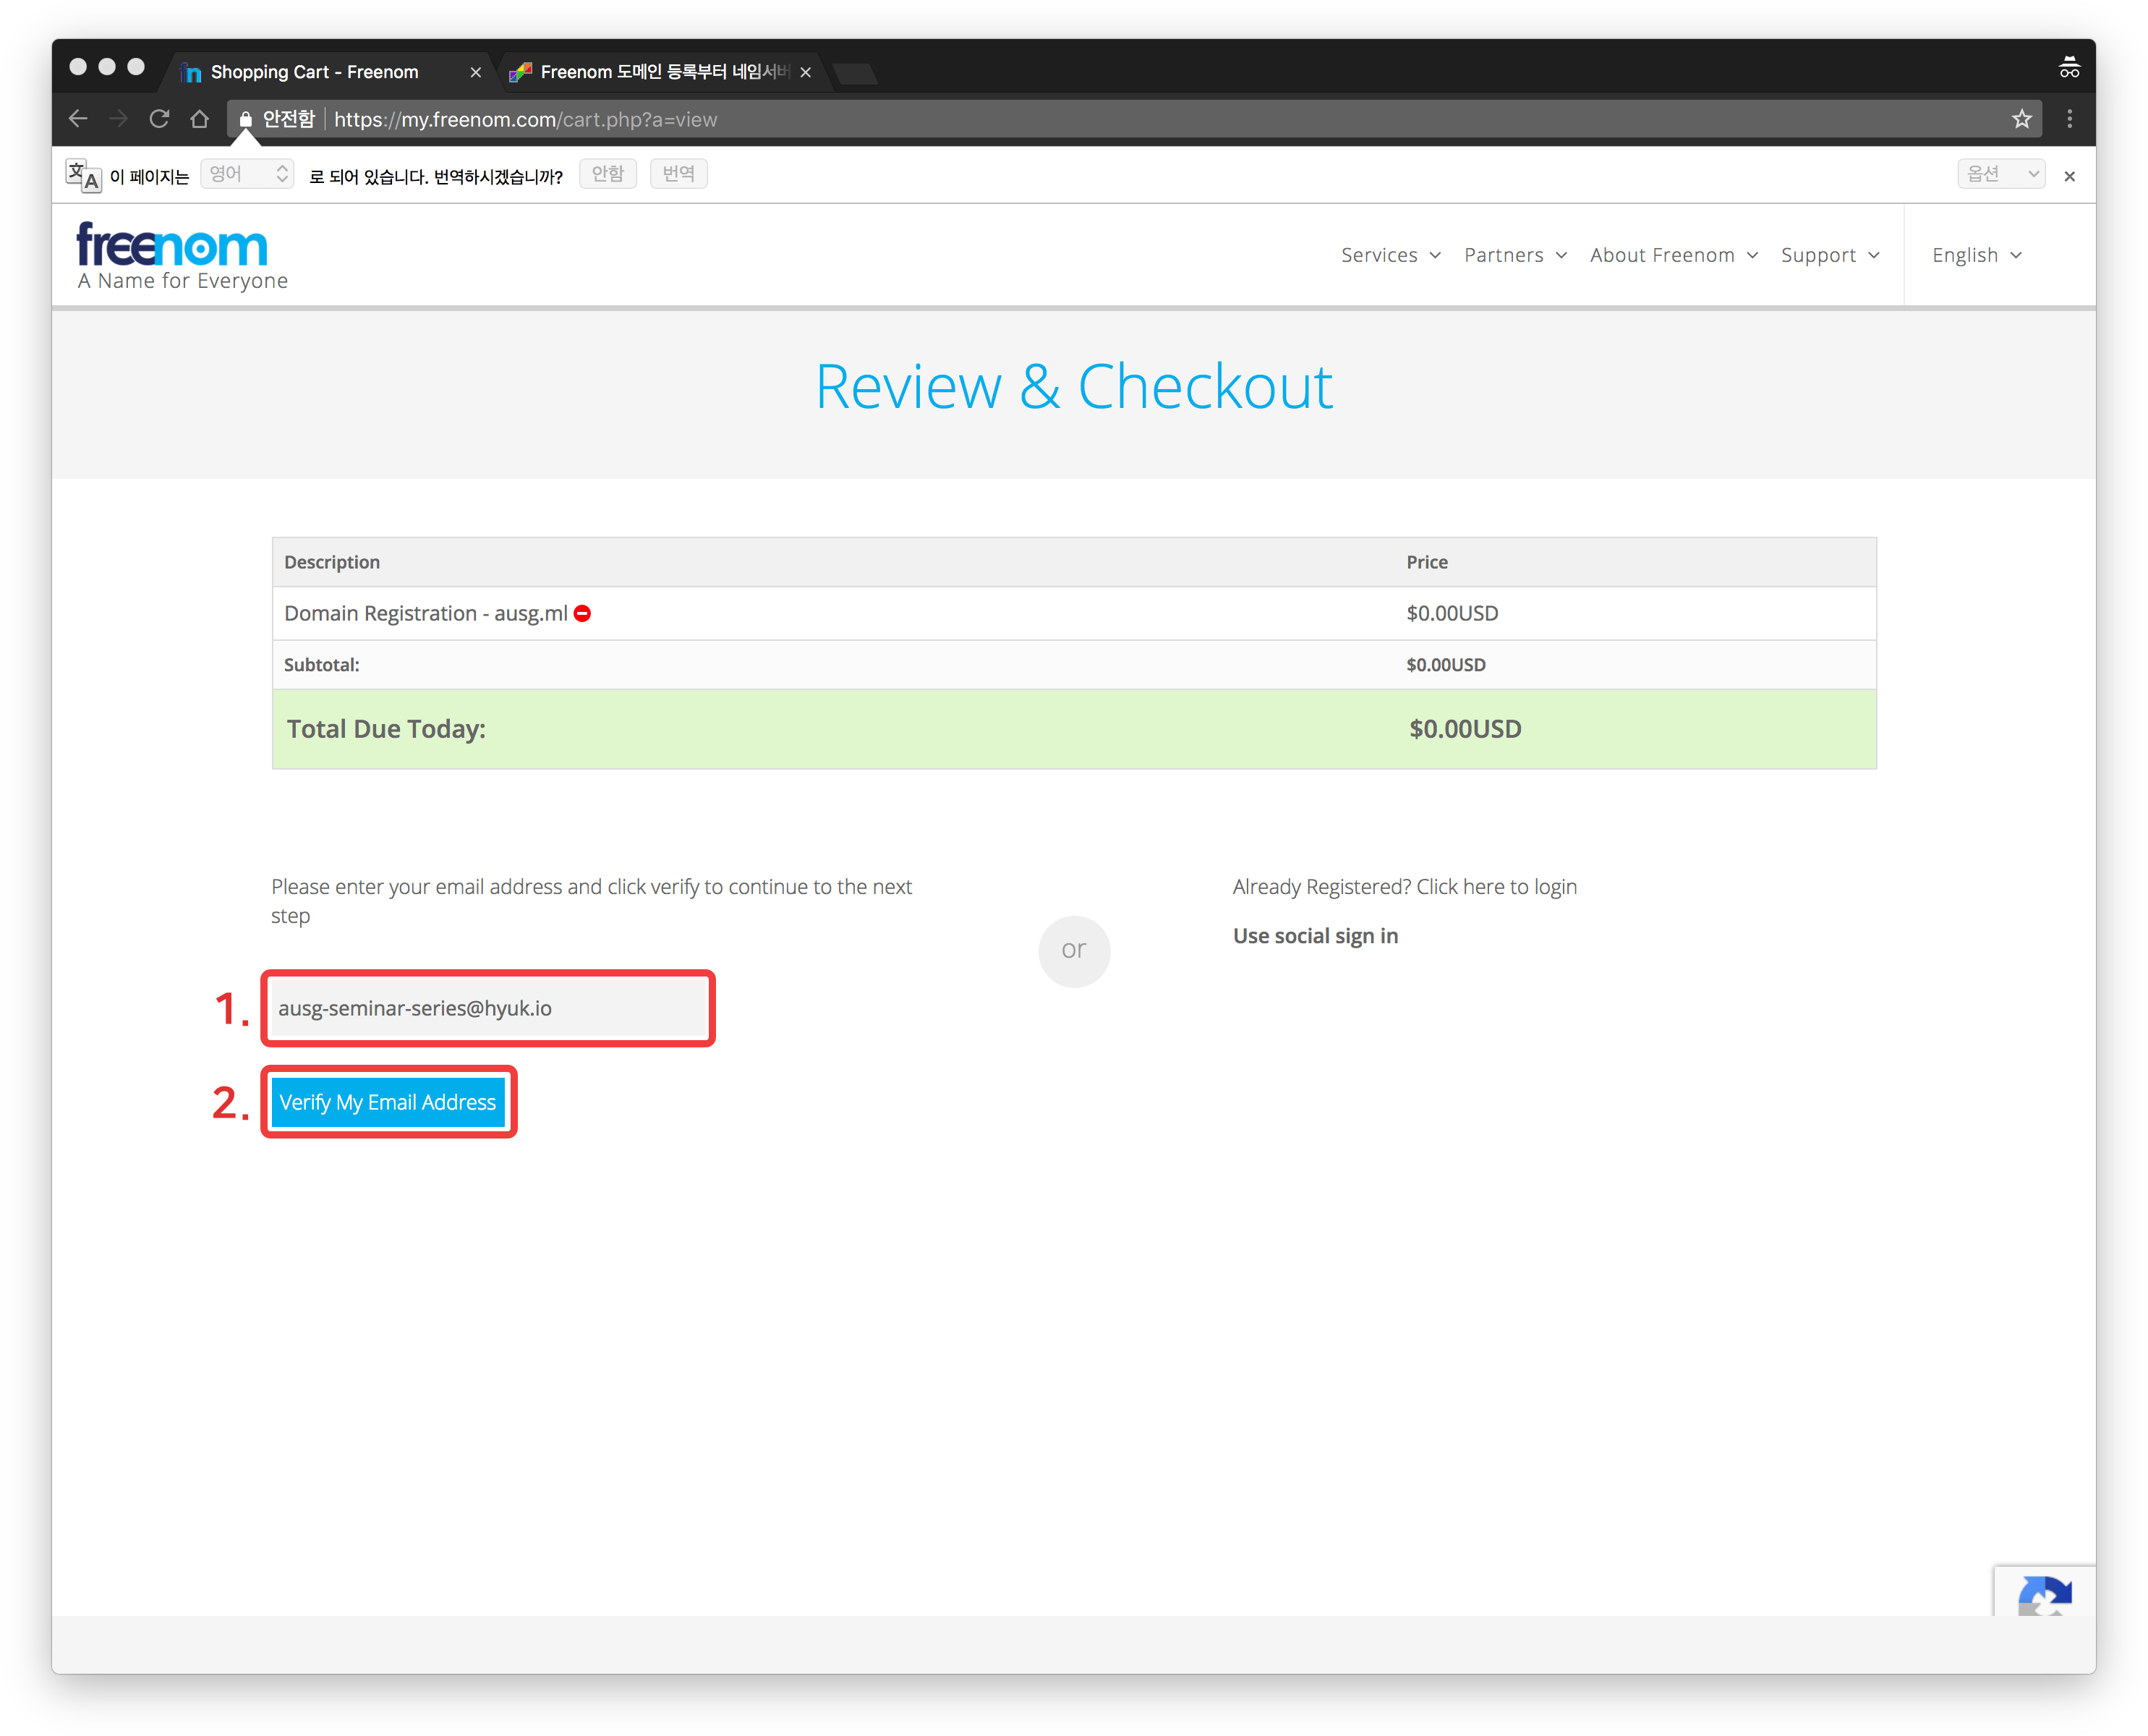 Shopping Cart - Freenom
Freenom 도메인 등록부터 네임서버
안전함 https://my.freenom.com/cart.php?a=view
이 페이지는 영어 로 되어 있습니다. 번역하시겠습니까? 안함 번역 옵션
freenom
A Name for Everyone
Services Partners About Freenom Support English
Review & Checkout
Description Price
Domain Registration - ausg.ml $0.00USD
Subtotal: $0.00USD
Total Due Today: $0.00USD
Please enter your email address and click verify to continue to the next
step
or
Already Registered? Click here to login
Use social sign in
1. ausg-seminar-series@hyuk.io
2. Verify My Email Address